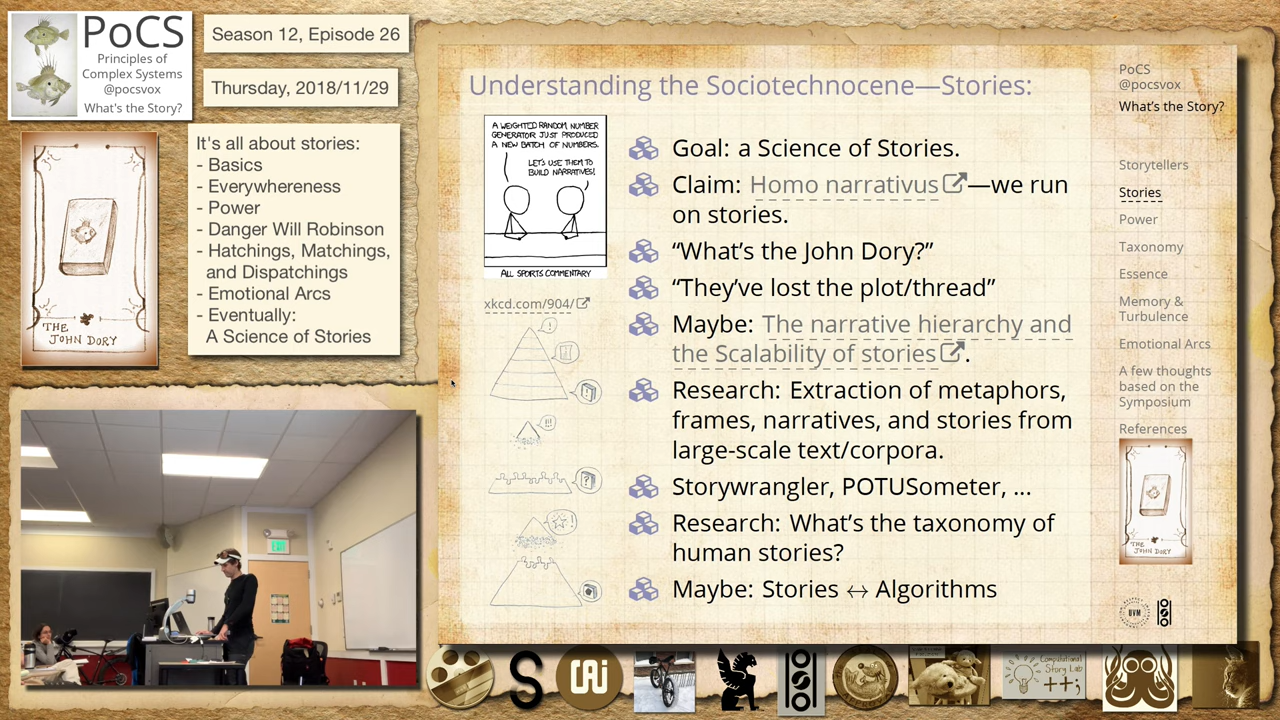 PoCS
Principles of
Complex Systems
@pocsvox
What's the Story?
Season 12, Episode 26
Thursday, 2018/11/29
THE
JOHN DORY
It's all about stories:
- Basics
- Everywhereness
- Power
- Danger Will Robinson
- Hatchings, Matchings,
and Dispatchings
- Emotional Arcs
- Eventually:
A Science of Stories
EXIT
Understanding the Sociotechnocene—Stories:
A WEIGHTED RANDOM NUMBER
GENERATOR JUST PRODUCED
A NEW BATCH OF NUMBERS.
LET'S USE THEM TO
BUILD NARRATIVES!
ALL SPORTS COMMENTARY
xkcd.com/904/
Goal: a Science of Stories.
Claim: Homo narrativus—we run
on stories.
“What’s the John Dory?”
“They’ve lost the plot/thread”
Maybe: The narrative hierarchy and
the Scalability of stories.
Research: Extraction of metaphors,
frames, narratives, and stories from
large-scale text/corpora.
Storywrangler, POTUSometer, ...
Research: What’s the taxonomy of
human stories?
Maybe: Stories ↔ Algorithms
PoCS
@pocsvox
What’s the Story?
Storytellers
Stories
Power
Taxonomy
Essence
Memory &
Turbulence
Emotional Arcs
A few thoughts
based on the
Symposium
References
THE
JOHN DORY
UVM
Computational
Story Lab
++;